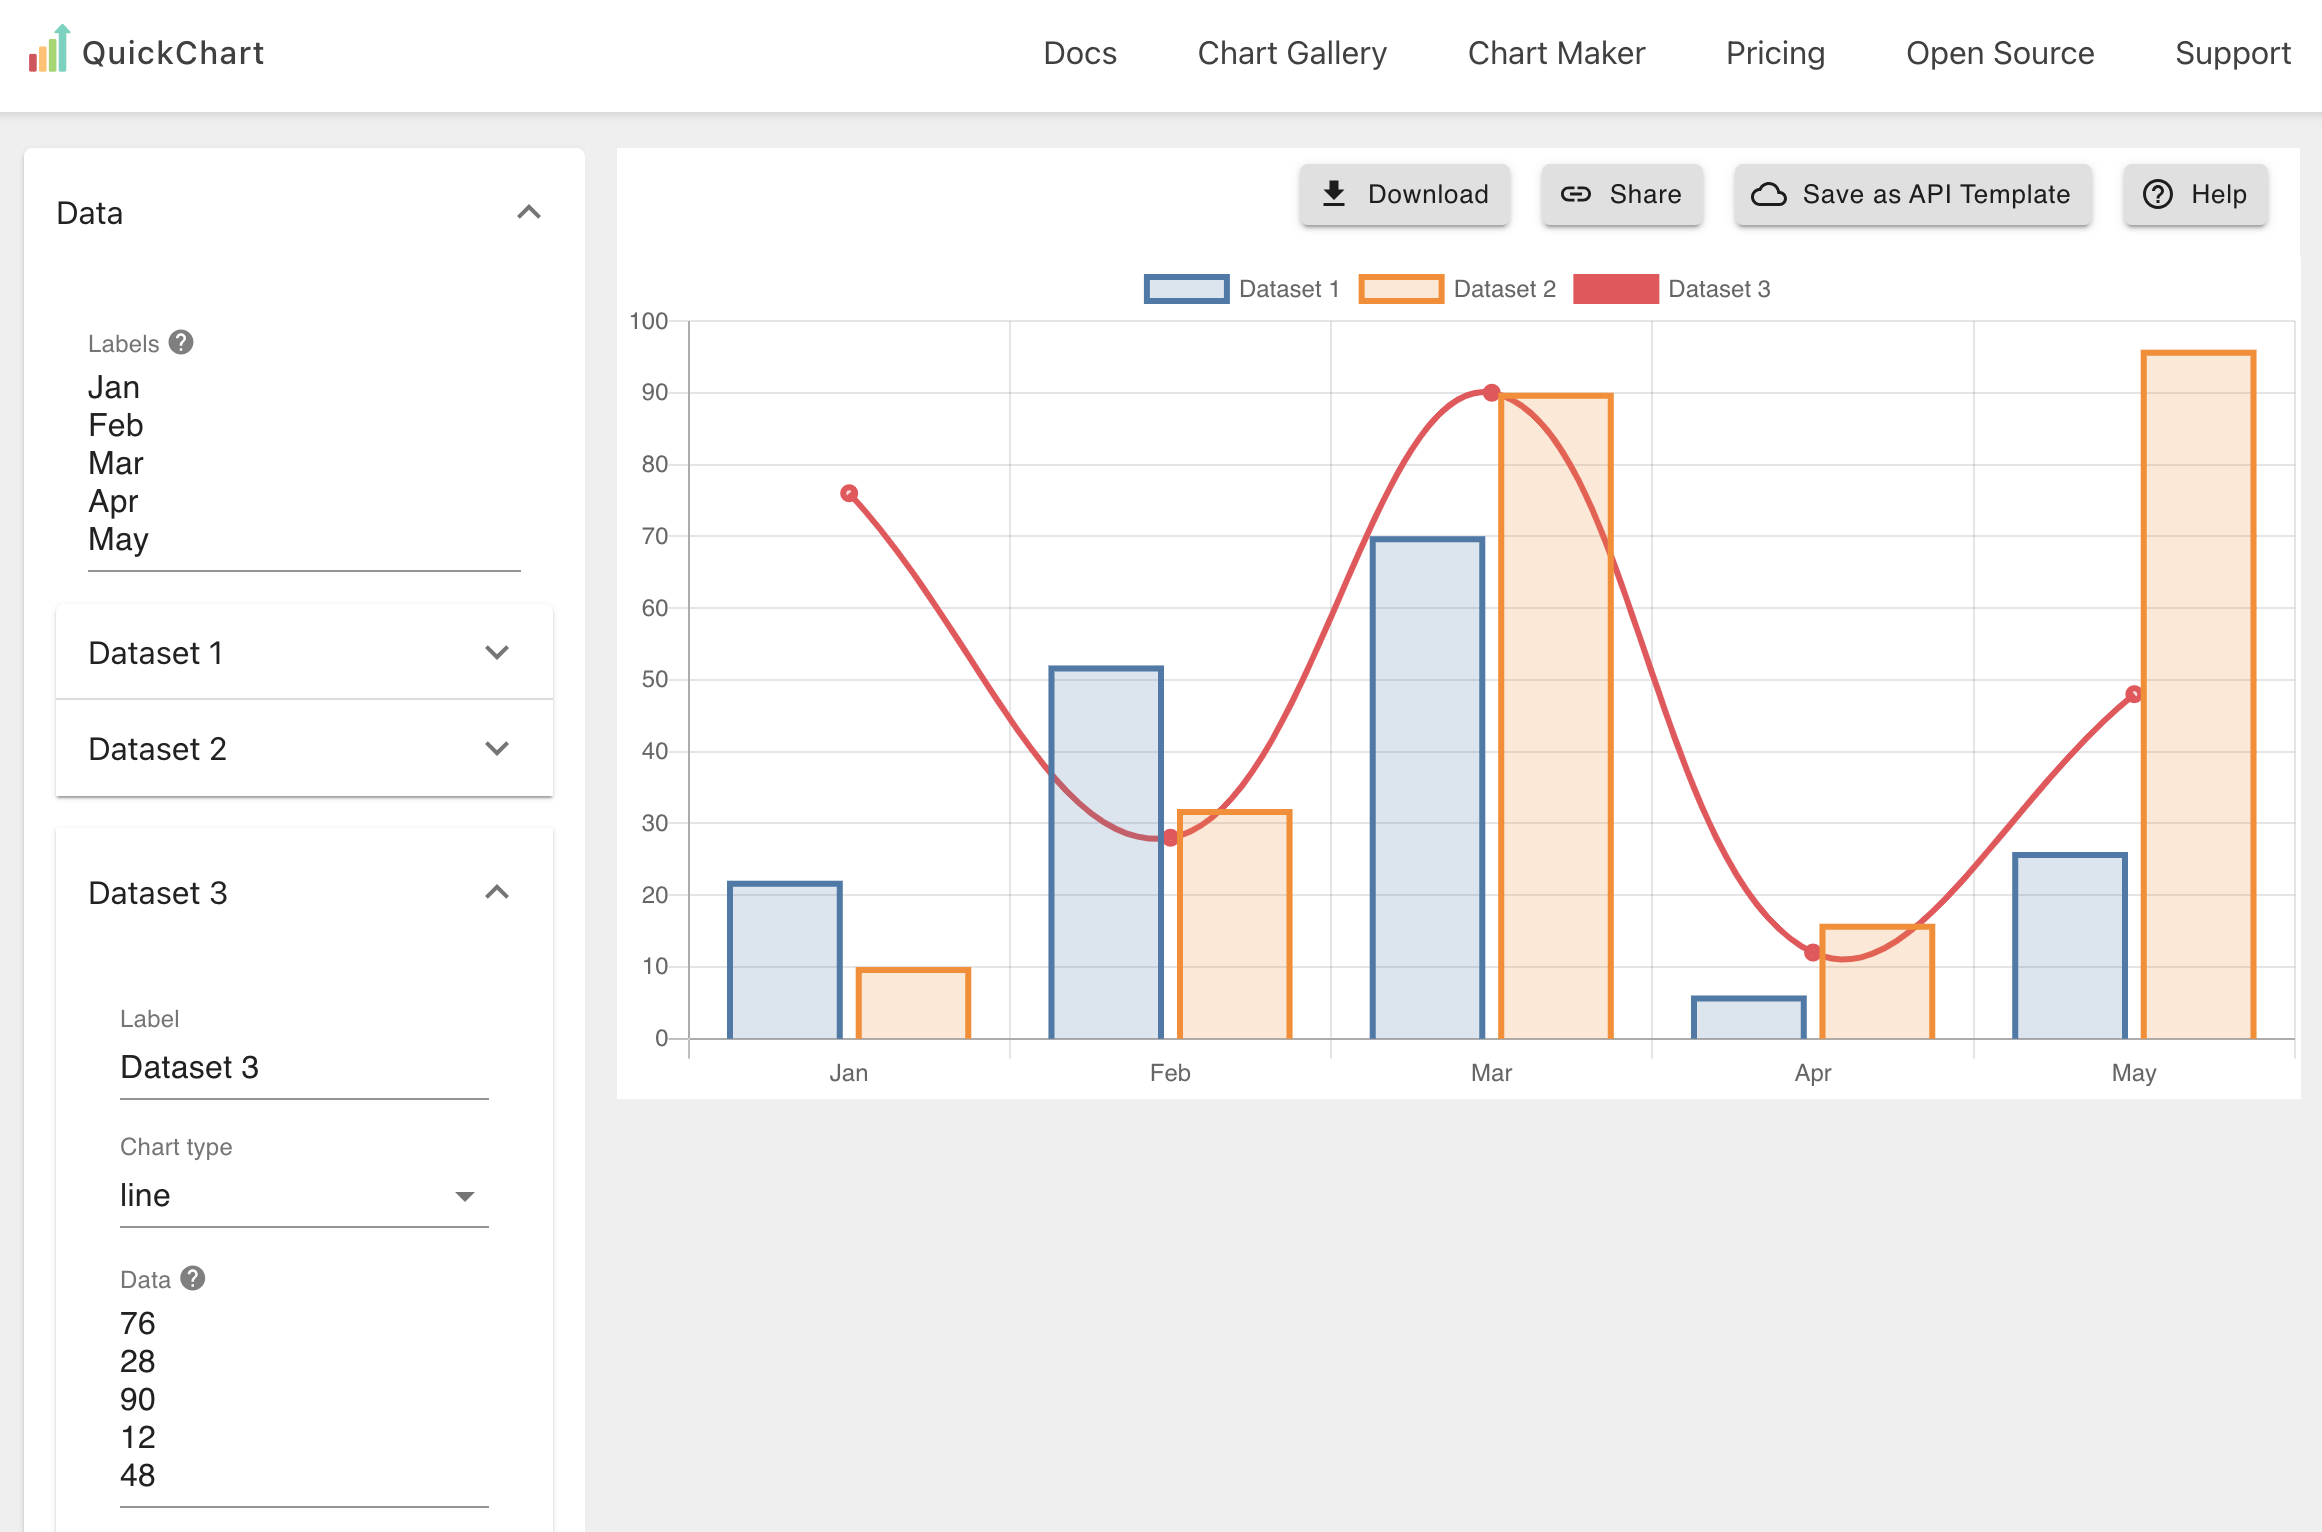 QuickChart
Docs Chart Gallery Chart Maker Pricing Open Source Support
Data
Labels ?
Jan
Feb
Mar
Apr
May
Dataset 1
Dataset 2
Dataset 3
Label
Dataset 3
Chart type
line
Data ?
76
28
90
12
48
Download Share Save as API Template ? Help
Dataset 1 Dataset 2 Dataset 3
100
90
80
70
60
50
40
30
20
10
0
Jan Feb Mar Apr May